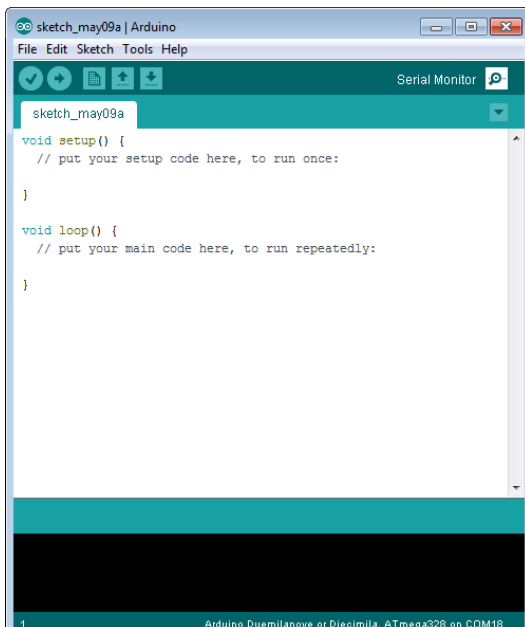 sketch_may09a | Arduino
File Edit Sketch Tools Help
Serial Monitor
sketch_may09a
void setup() {
  // put your setup code here, to run once:
}
void loop() {
  // put your main code here, to run repeatedly:
}
1 Arduino Duemilanove or Diecimila, ATmega328 on COM18